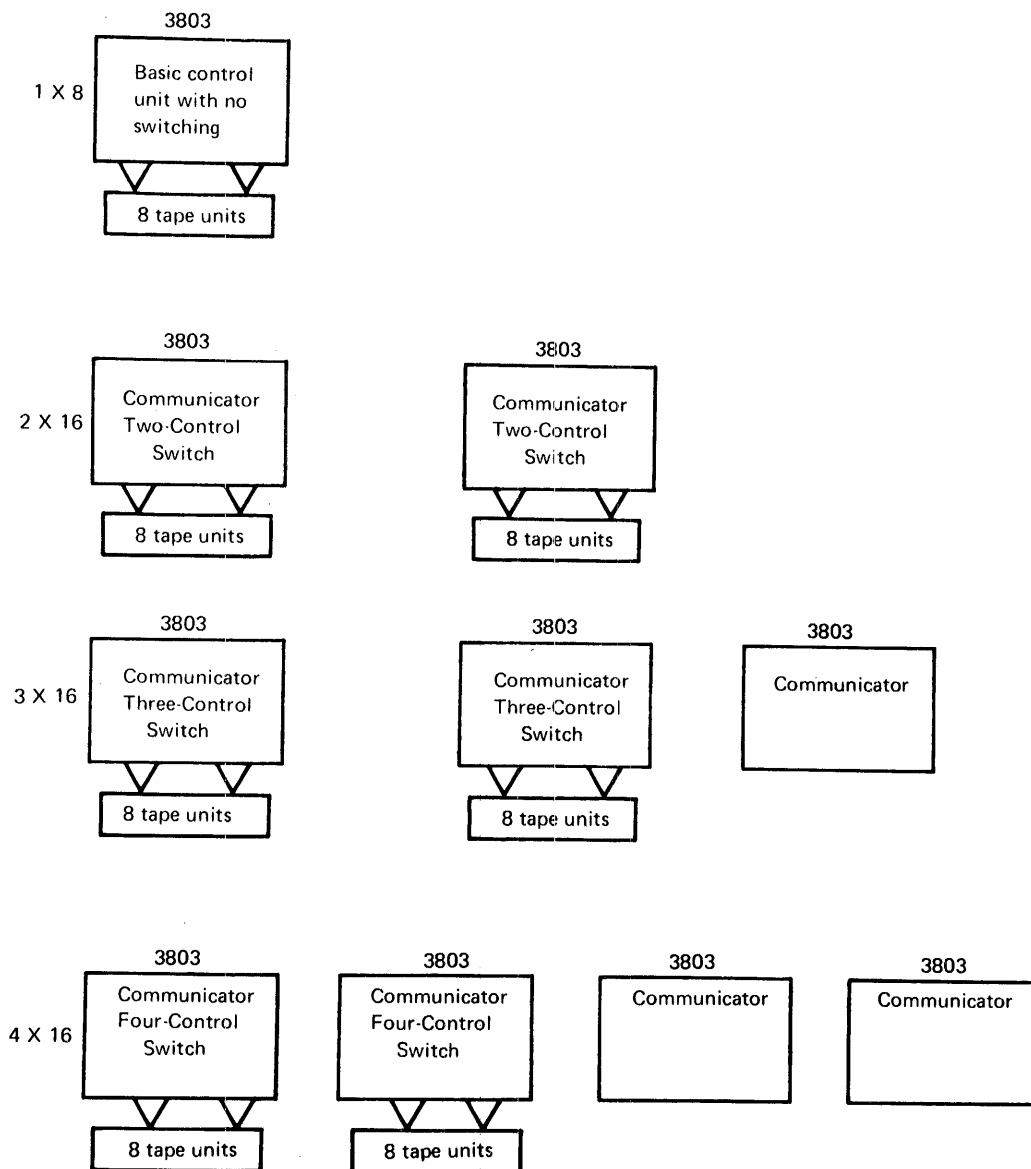 3803
1 X 8
Basic control
unit with no
switching
8 tape units
3803
3803
2 X 16
Communicator
Two-Control
Switch
Communicator
Two-Control
Switch
8 tape units
8 tape units
3803
3803
3803
3 X 16
Communicator
Three-Control
Switch
Communicator
Three-Control
Switch
Communicator
8 tape units
8 tape units
3803
3803
3803
3803
4 X 16
Communicator
Four-Control
Switch
Communicator
Four-Control
Switch
Communicator
Communicator
8 tape units
8 tape units